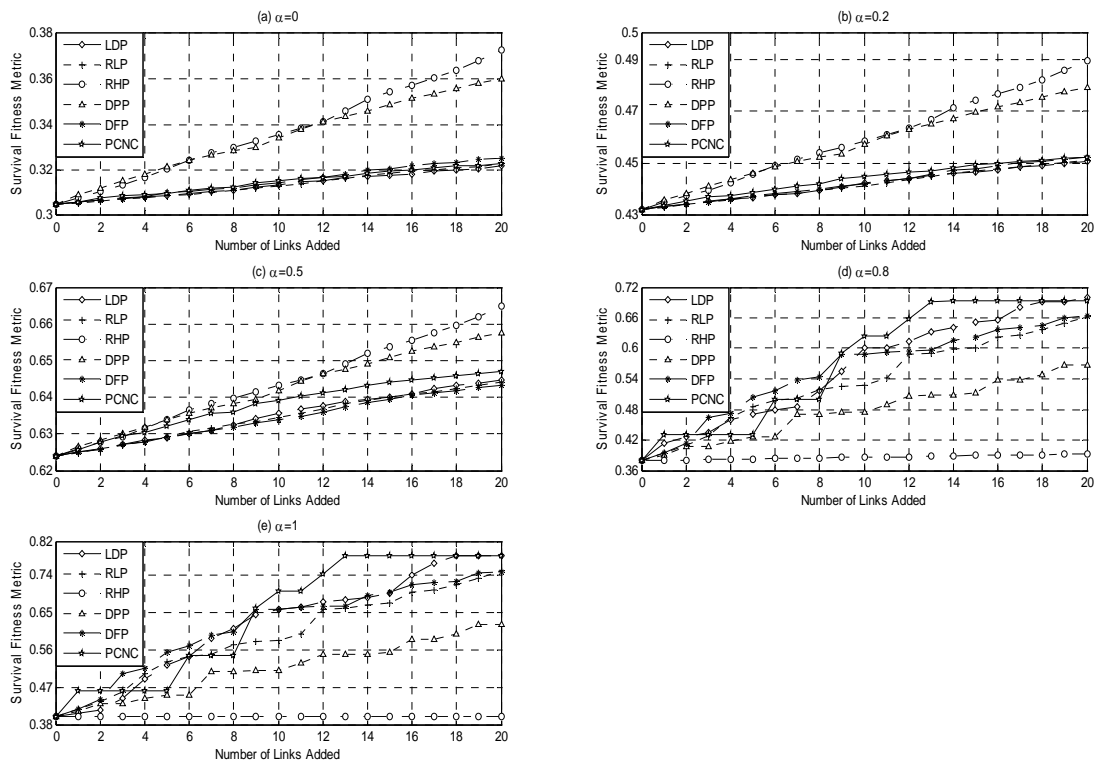 (a) α=0
Survival Fitness Metric
0.38
0.36
0.34
0.32
0.3
LDP
RLP
RHP
DPP
DFP
PCNC
0 2 4 6 8 10 12 14 16 18 20
Number of Links Added
(b) α=0.2
Survival Fitness Metric
0.5
0.49
0.47
0.45
0.43
LDP
RLP
RHP
DPP
DFP
PCNC
0 2 4 6 8 10 12 14 16 18 20
Number of Links Added
(c) α=0.5
Survival Fitness Metric
0.67
0.66
0.65
0.64
0.63
0.62
LDP
RLP
RHP
DPP
DFP
PCNC
0 2 4 6 8 10 12 14 16 18 20
Number of Links Added
(d) α=0.8
Survival Fitness Metric
0.72
0.66
0.6
0.54
0.48
0.42
0.36
LDP
RLP
RHP
DPP
DFP
PCNC
0 2 4 6 8 10 12 14 16 18 20
Number of Links Added
(e) α=1
Survival Fitness Metric
0.82
0.74
0.65
0.56
0.47
0.38
LDP
RLP
RHP
DPP
DFP
PCNC
0 2 4 6 8 10 12 14 16 18 20
Number of Links Added